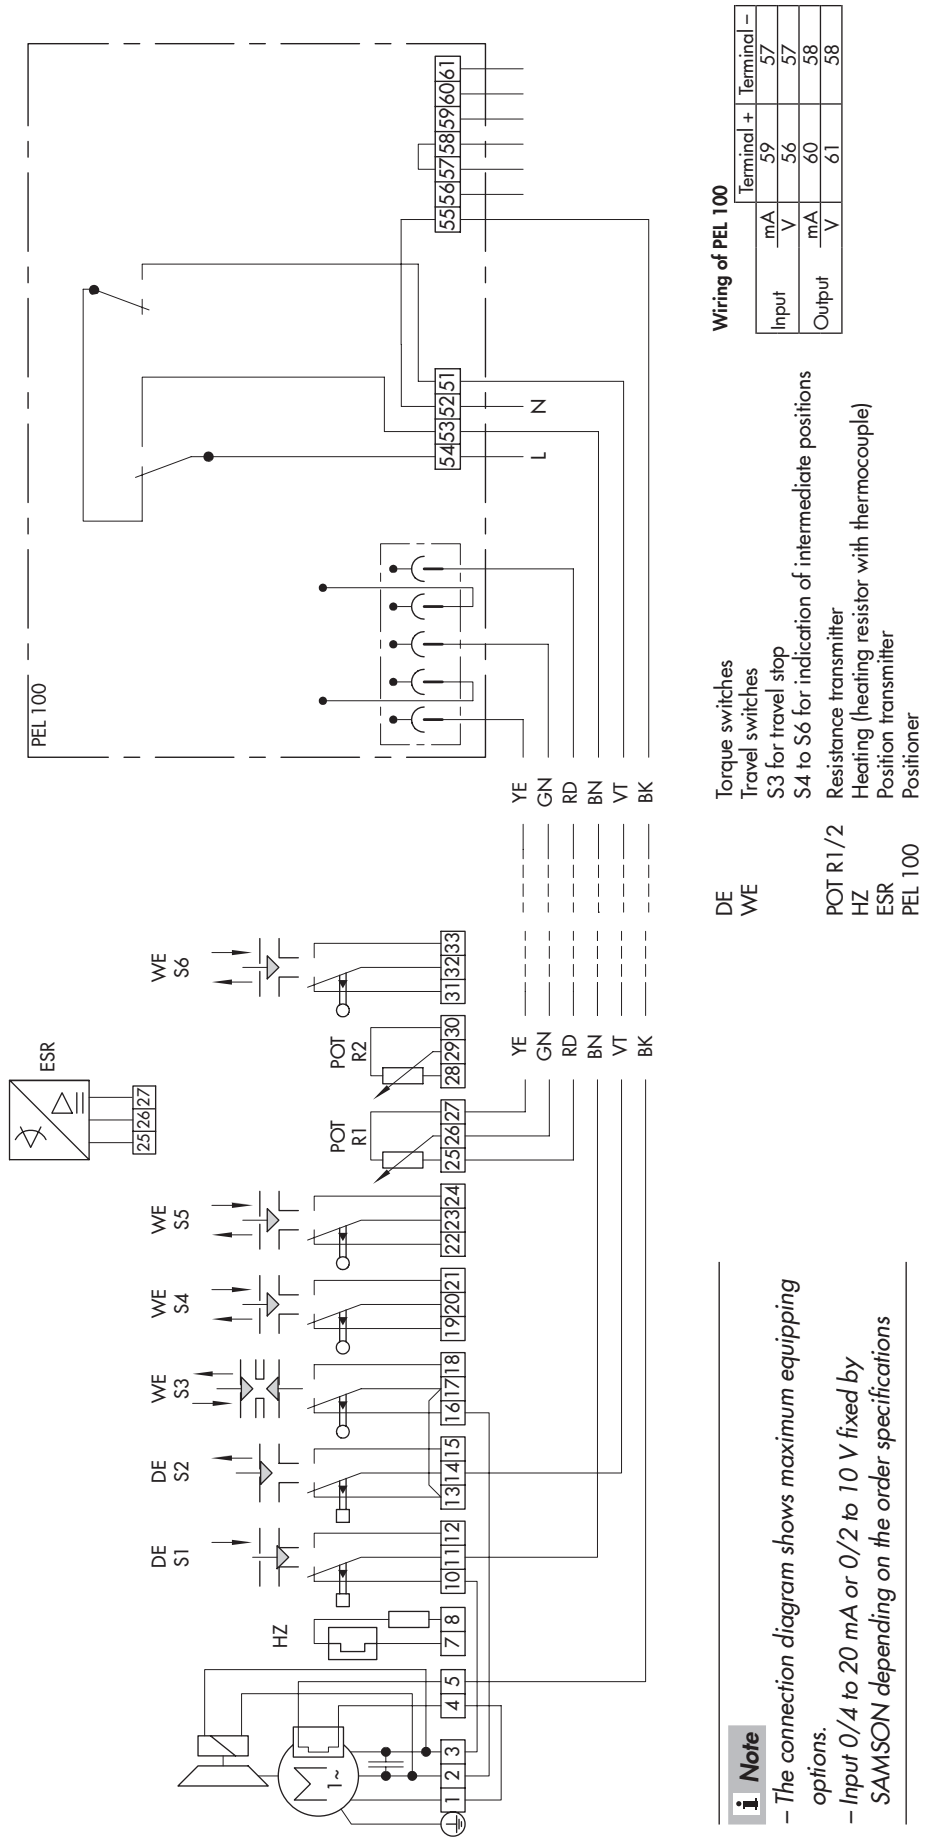 ESR
PEL 100
25 26 27
DE DE WE WE WE WE
S1 S2 S3 S4 S5 S6
HZ
POT POT
R1 R2
M
1~
1 2 3 4 5 7 8 10 11 12 13 14 15 16 17 18 19 20 21 22 23 24 25 26 27 28 29 30 31 32 33
54 53 52 51 55 56 57 58 59 60 61
L N
YE YE
GN GN
RD RD
BN BN
VT VT
BK BK
i Note
– The connection diagram shows maximum equipping
options.
– Input 0/4 to 20 mA or 0/2 to 10 V fixed by
SAMSON depending on the order specifications
DE Torque switches
WE Travel switches
S3 for travel stop
S4 to S6 for indication of intermediate positions
POT R1/2 Resistance transmitter
HZ Heating (heating resistor with thermocouple)
ESR Position transmitter
PEL 100 Positioner
Wiring of PEL 100
Terminal + Terminal –
Input mA 59 57
V 56 57
Output mA 60 58
V 61 58